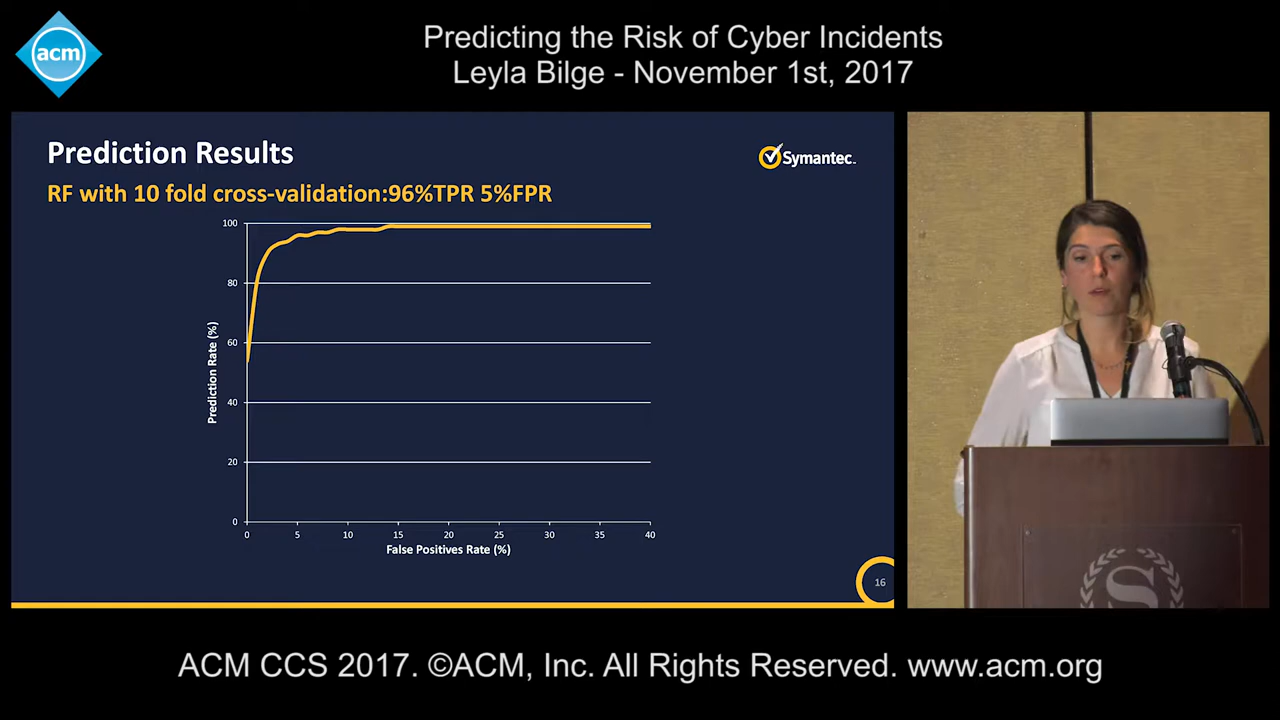 acm
Predicting the Risk of Cyber Incidents
Leyla Bilge - November 1st, 2017
Prediction Results
Symantec.
RF with 10 fold cross-validation:96%TPR 5%FPR
100
80
60
40
20
0
Prediction Rate (%)
0 5 10 15 20 25 30 35 40
False Positives Rate (%)
16
S
ACM CCS 2017. ©ACM, Inc. All Rights Reserved. www.acm.org